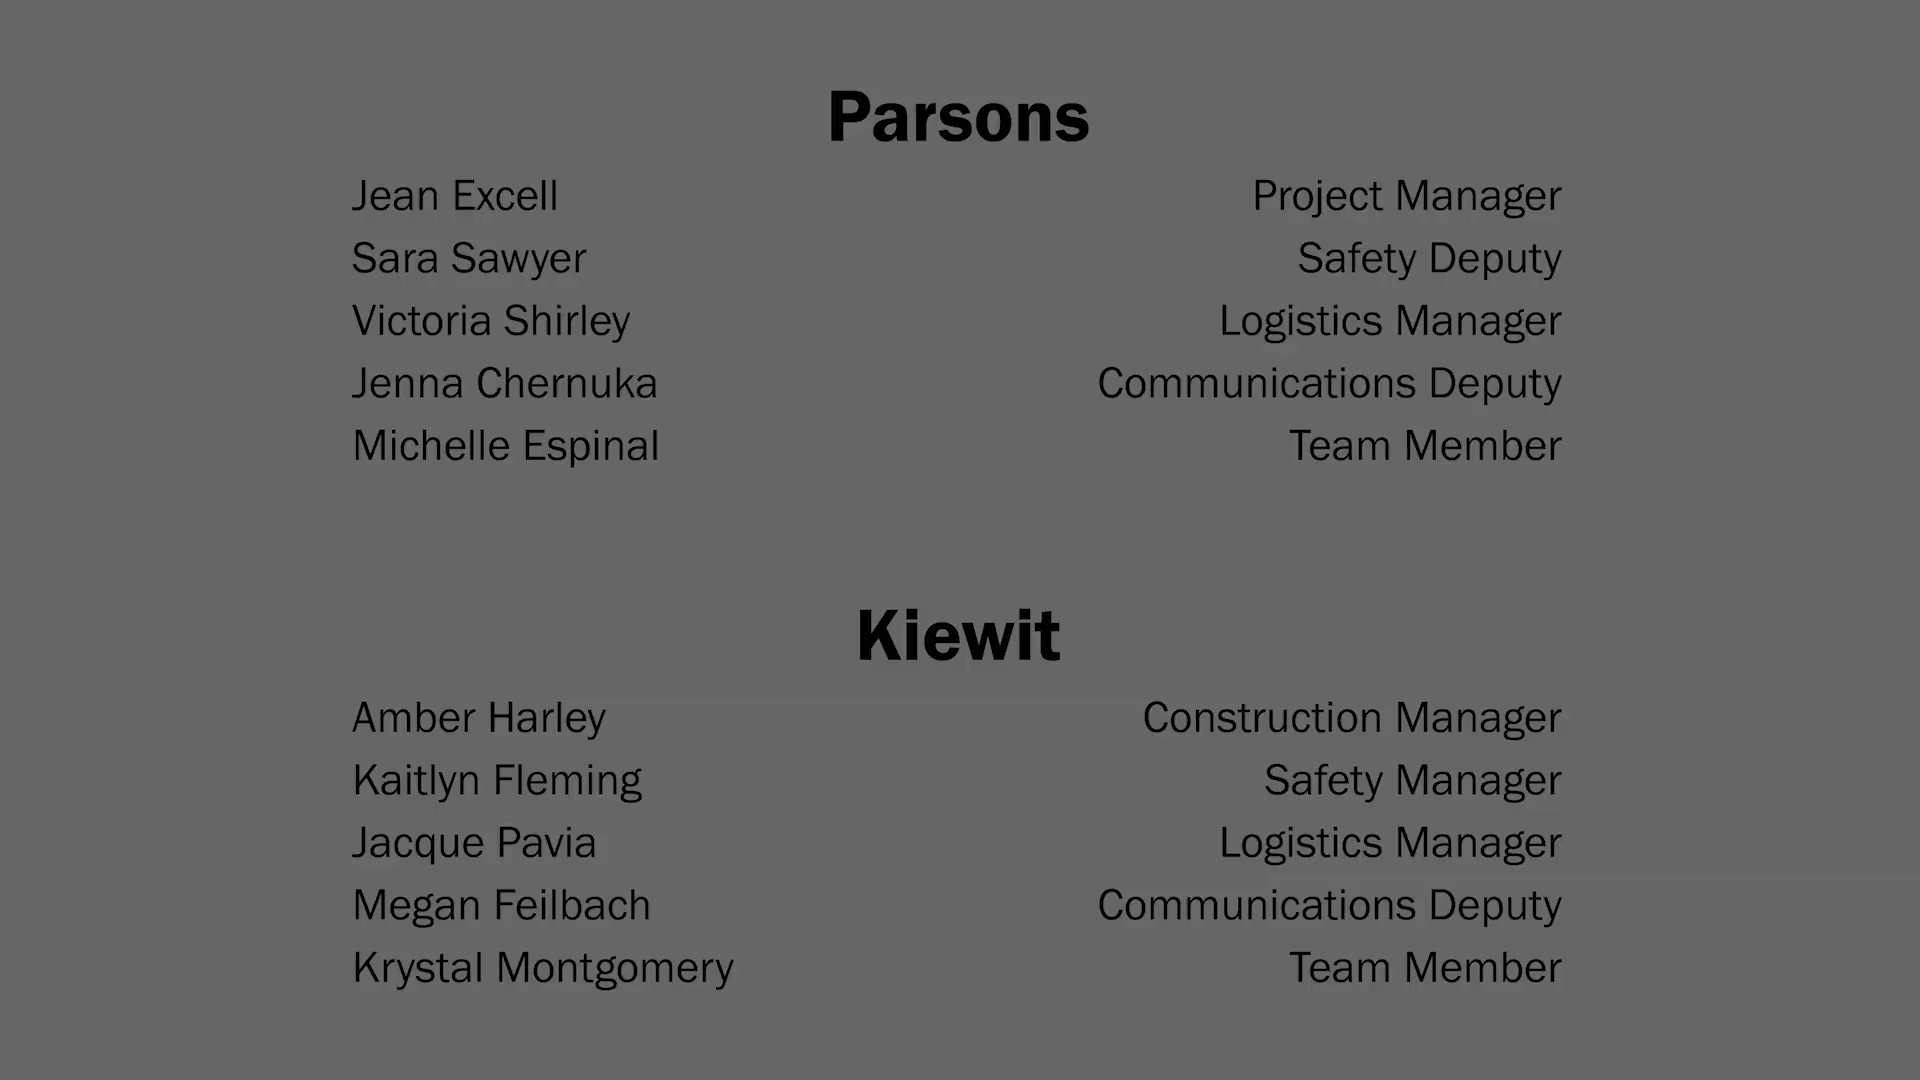 Parsons
Jean Excell Project Manager
Sara Sawyer Safety Deputy
Victoria Shirley Logistics Manager
Jenna Chernuka Communications Deputy
Michelle Espinal Team Member
Kiewit
Amber Harley Construction Manager
Kaitlyn Fleming Safety Manager
Jacque Pavia Logistics Manager
Megan Feilbach Communications Deputy
Krystal Montgomery Team Member